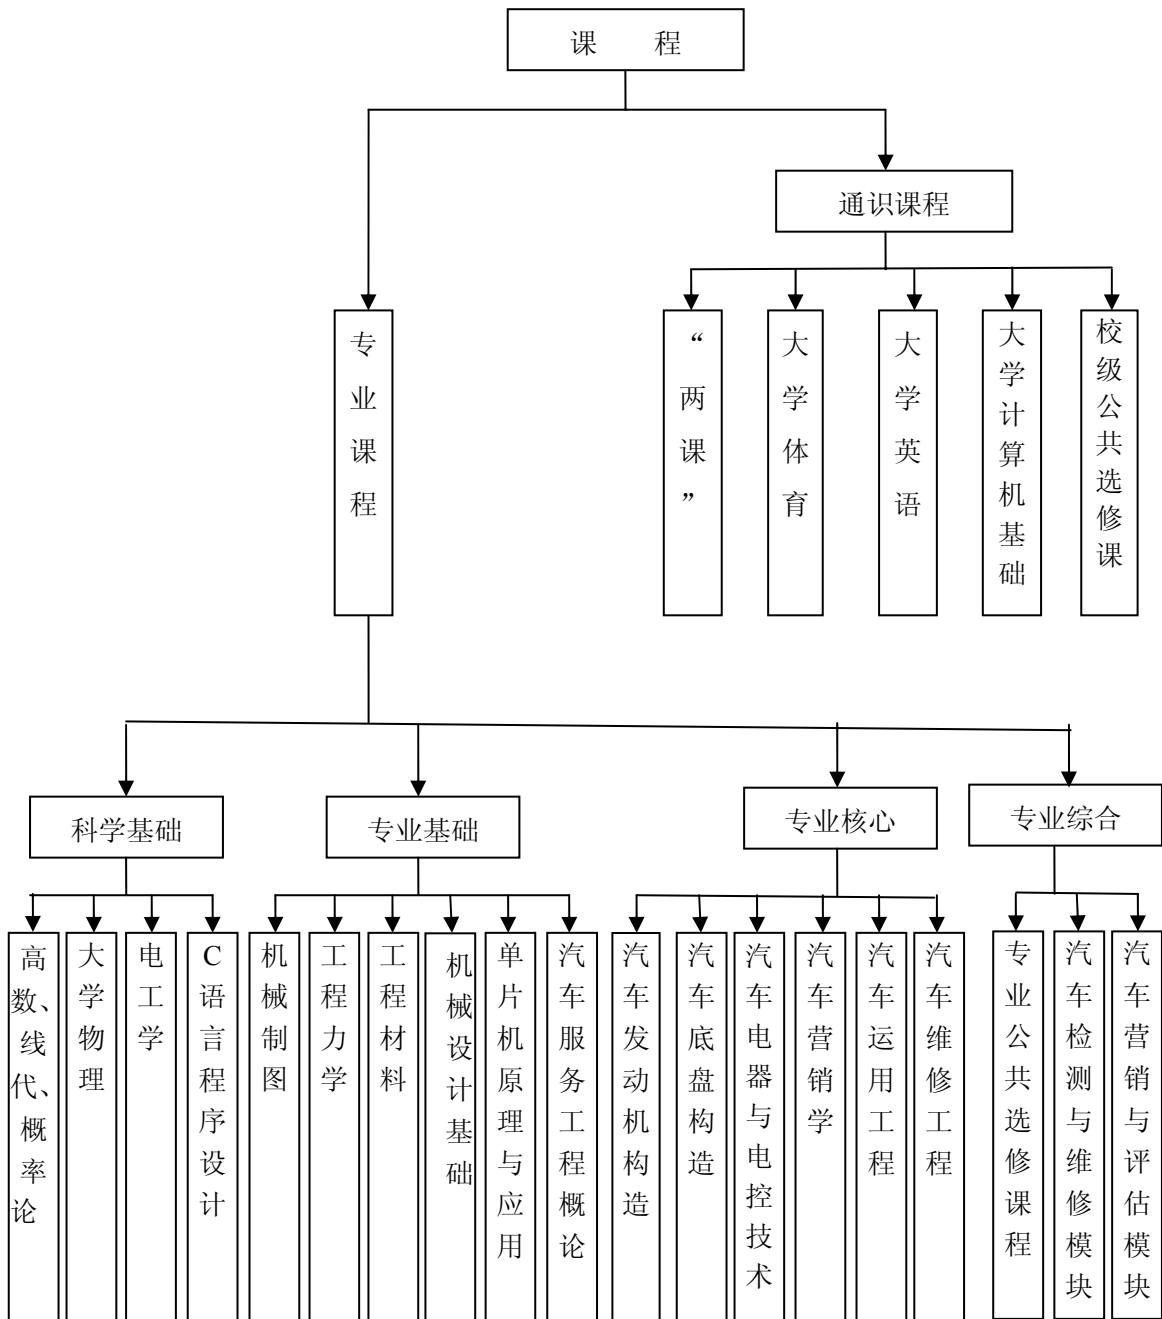 课 程
通识课程
专业课程
“两课”
大学体育
大学英语
大学计算机基础
校级公共选修课
科学基础
专业基础
专业核心
专业综合
高数、线代、概率论
大学物理
电工学
C语言程序设计
机械制图
工程力学
工程材料
机械设计基础
单片机原理与应用
汽车服务工程概论
汽车发动机构造
汽车底盘构造
汽车电器与电控技术
汽车营销学
汽车运用工程
汽车维修工程
专业公共选修课程
汽车检测与维修模块
汽车营销与评估模块